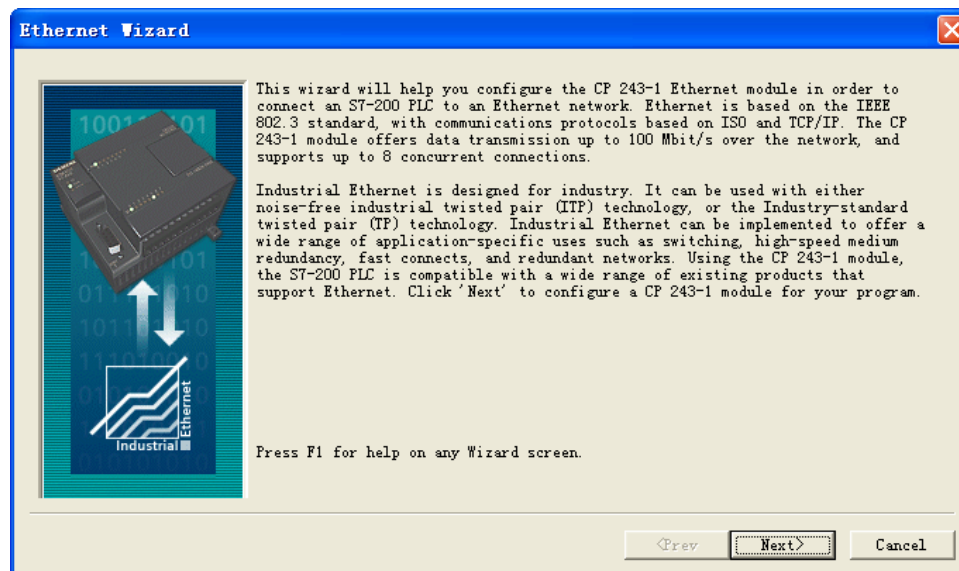 Ethernet Wizard
This wizard will help you configure the CP 243-1 Ethernet module in order to
connect an S7-200 PLC to an Ethernet network. Ethernet is based on the IEEE
802.3 standard, with communications protocols based on ISO and TCP/IP. The CP
243-1 module offers data transmission up to 100 Mbit/s over the network, and
supports up to 8 concurrent connections.
Industrial Ethernet is designed for industry. It can be used with either
noise-free industrial twisted pair (ITP) technology, or the Industry-standard
twisted pair (TP) technology. Industrial Ethernet can be implemented to offer a
wide range of application-specific uses such as switching, high-speed medium
redundancy, fast connects, and redundant networks. Using the CP 243-1 module,
the S7-200 PLC is compatible with a wide range of existing products that
support Ethernet. Click 'Next' to configure a CP 243-1 module for your program.
Industrial
Ethernet
Press F1 for help on any Wizard screen.
<Prev
Next>
Cancel